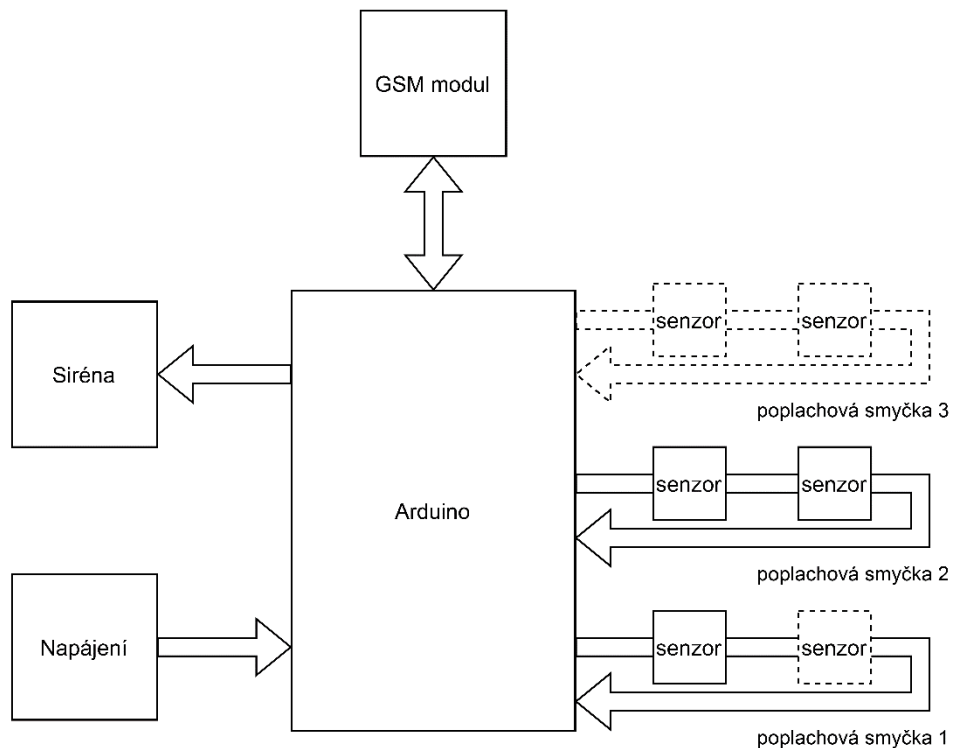 GSM modul
senzor
senzor
Siréna
poplachová smyčka 3
senzor
senzor
Arduino
poplachová smyčka 2
Napájení
senzor
senzor
poplachová smyčka 1